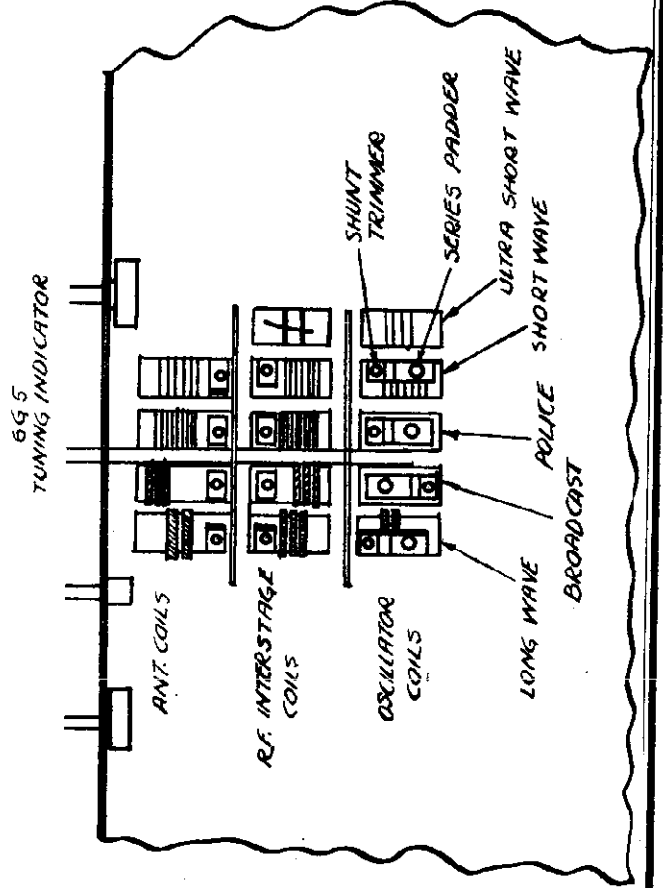 6G5
TUNING INDICATOR
ANT. COILS
R.F. INTERSTAGE
COILS
OSCILLATOR
COILS
SHUNT
TRIMMER
SERIES PADDER
ULTRA SHORT WAVE
SHORT WAVE
POLICE
BROADCAST
LONG WAVE